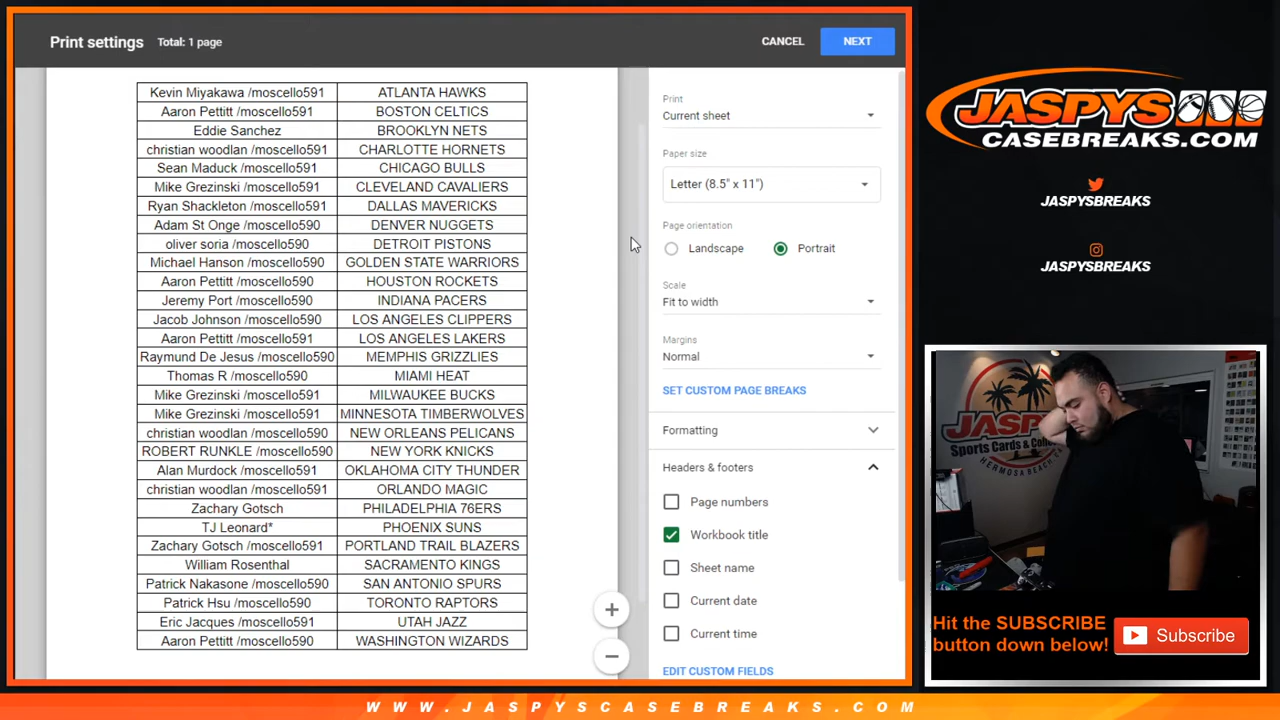 Print settings Total: 1 page CANCEL NEXT
Kevin Miyakawa /moscello591 ATLANTA HAWKS
Aaron Pettitt /moscello591 BOSTON CELTICS
Eddie Sanchez BROOKLYN NETS
christian woodlan /moscello591 CHARLOTTE HORNETS
Sean Maduck /moscello591 CHICAGO BULLS
Mike Grezinski /moscello591 CLEVELAND CAVALIERS
Ryan Shackleton /moscello591 DALLAS MAVERICKS
Adam St Onge /moscello590 DENVER NUGGETS
oliver soria /moscello590 DETROIT PISTONS
Michael Hanson /moscello590 GOLDEN STATE WARRIORS
Aaron Pettitt /moscello590 HOUSTON ROCKETS
Jeremy Port /moscello590 INDIANA PACERS
Jacob Johnson /moscello590 LOS ANGELES CLIPPERS
Aaron Pettitt /moscello591 LOS ANGELES LAKERS
Raymund De Jesus /moscello590 MEMPHIS GRIZZLIES
Thomas R /moscello590 MIAMI HEAT
Mike Grezinski /moscello590 MILWAUKEE BUCKS
Mike Grezinski /moscello590 MINNESOTA TIMBERWOLVES
christian woodlan /moscello590 NEW ORLEANS PELICANS
ROBERT RUNKLE /moscello590 NEW YORK KNICKS
Alan Murdock /moscello591 OKLAHOMA CITY THUNDER
christian woodlan /moscello591 ORLANDO MAGIC
Zachary Gotsch PHILADELPHIA 76ERS
TJ Leonard* PHOENIX SUNS
Zachary Gotsch /moscello591 PORTLAND TRAIL BLAZERS
William Rosenthal SACRAMENTO KINGS
Patrick Nakasone /moscello590 SAN ANTONIO SPURS
Patrick Hsu /moscello590 TORONTO RAPTORS
Eric Jacques /moscello591 UTAH JAZZ
Aaron Pettitt /moscello590 WASHINGTON WIZARDS
Print
Current sheet
Paper size
Letter (8.5" x 11")
Page orientation
Landscape Portrait
Scale
Fit to width
Margins
Normal
SET CUSTOM PAGE BREAKS
Formatting
Headers & footers
Page numbers
Workbook title
Sheet name
Current date
Current time
EDIT CUSTOM FIELDS
JASPYS
CASEBREAKS.COM
JASPYSBREAKS
JASPYSBREAKS
JASPYS
Sports Cards &
HERMOSA BEACH
Hit the SUBSCRIBE
button down below!
Subscribe
WWW.JASPYSCASEBREAKS.COM